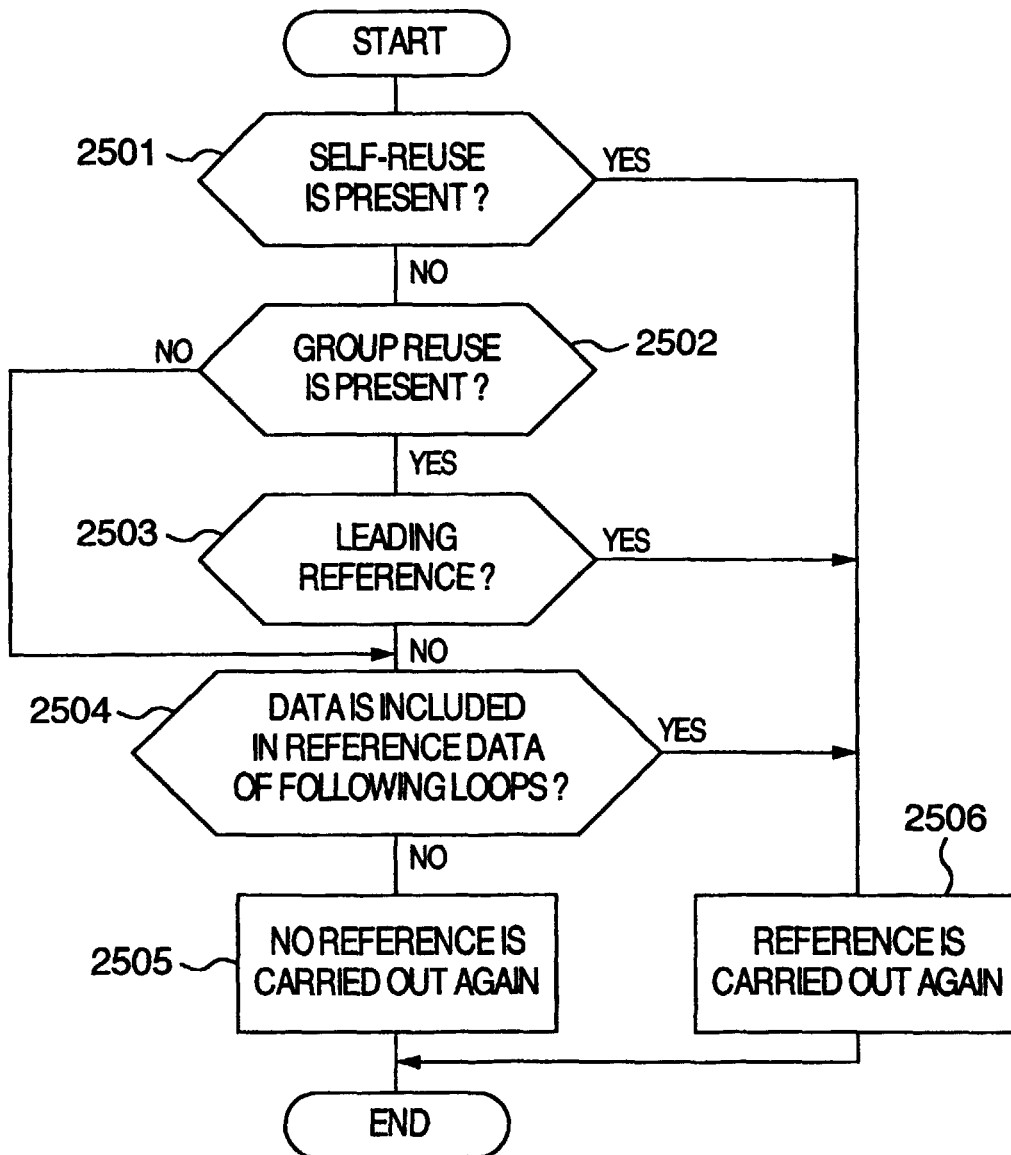 START
2501
SELF-REUSE
IS PRESENT ?
YES
NO
NO
GROUP REUSE
IS PRESENT ?
2502
YES
2503
LEADING
REFERENCE ?
YES
NO
2504
DATA IS INCLUDED
IN REFERENCE DATA
OF FOLLOWING LOOPS ?
YES
NO
2506
2505
NO REFERENCE IS
CARRIED OUT AGAIN
REFERENCE IS
CARRIED OUT AGAIN
END